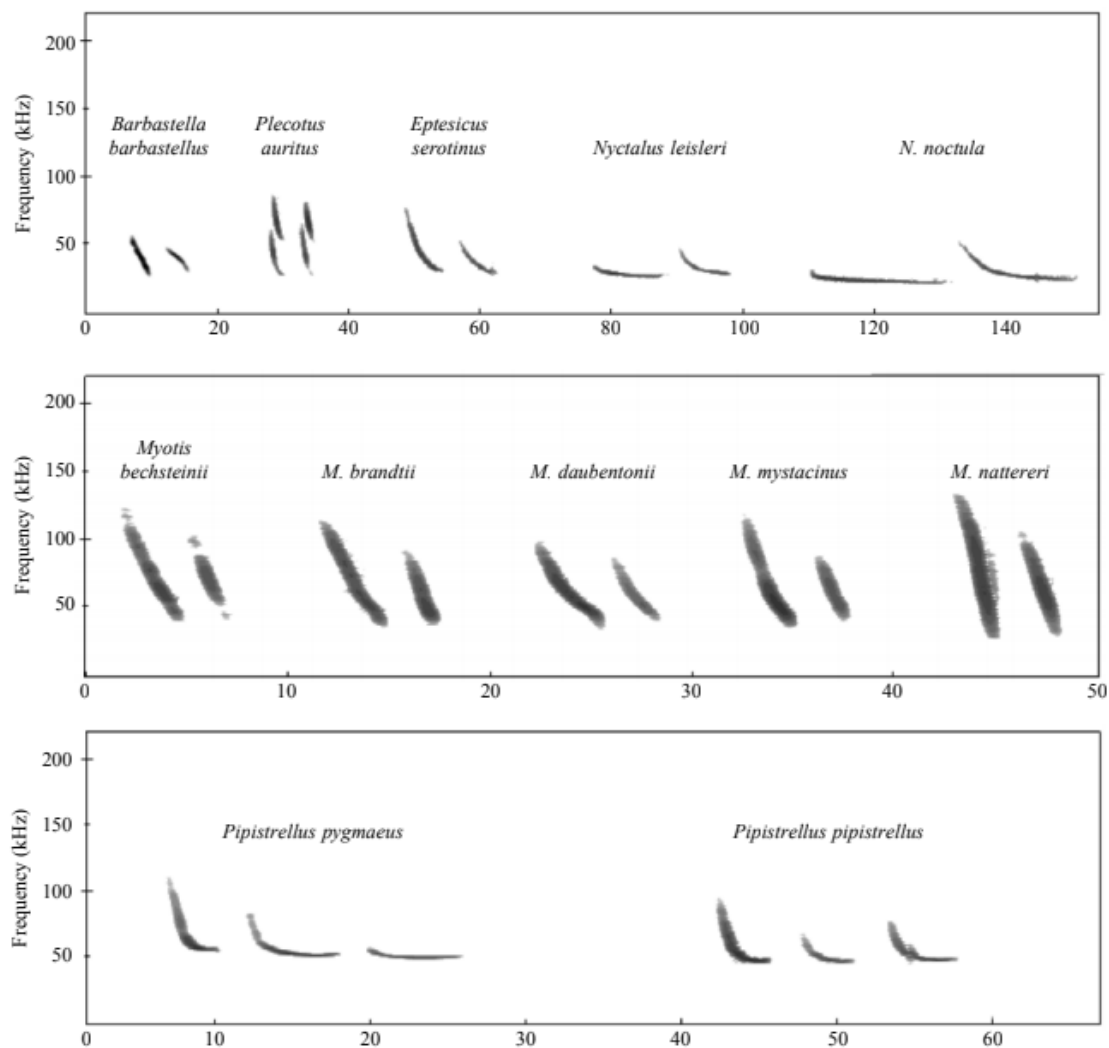 200
150
100
50
Frequency (kHz)
Barbastella
barbastellus
Plecotus
auritus
Eptesicus
serotinus
Nyctalus leisleri
N. noctula
0 20 40 60 80 100 120 140
200
150
100
50
Frequency (kHz)
Myotis
bechsteinii
M. brandtii
M. daubentonii
M. mystacinus
M. nattereri
0 10 20 30 40 50
200
150
100
50
Frequency (kHz)
Pipistrellus pygmaeus
Pipistrellus pipistrellus
0 10 20 30 40 50 60